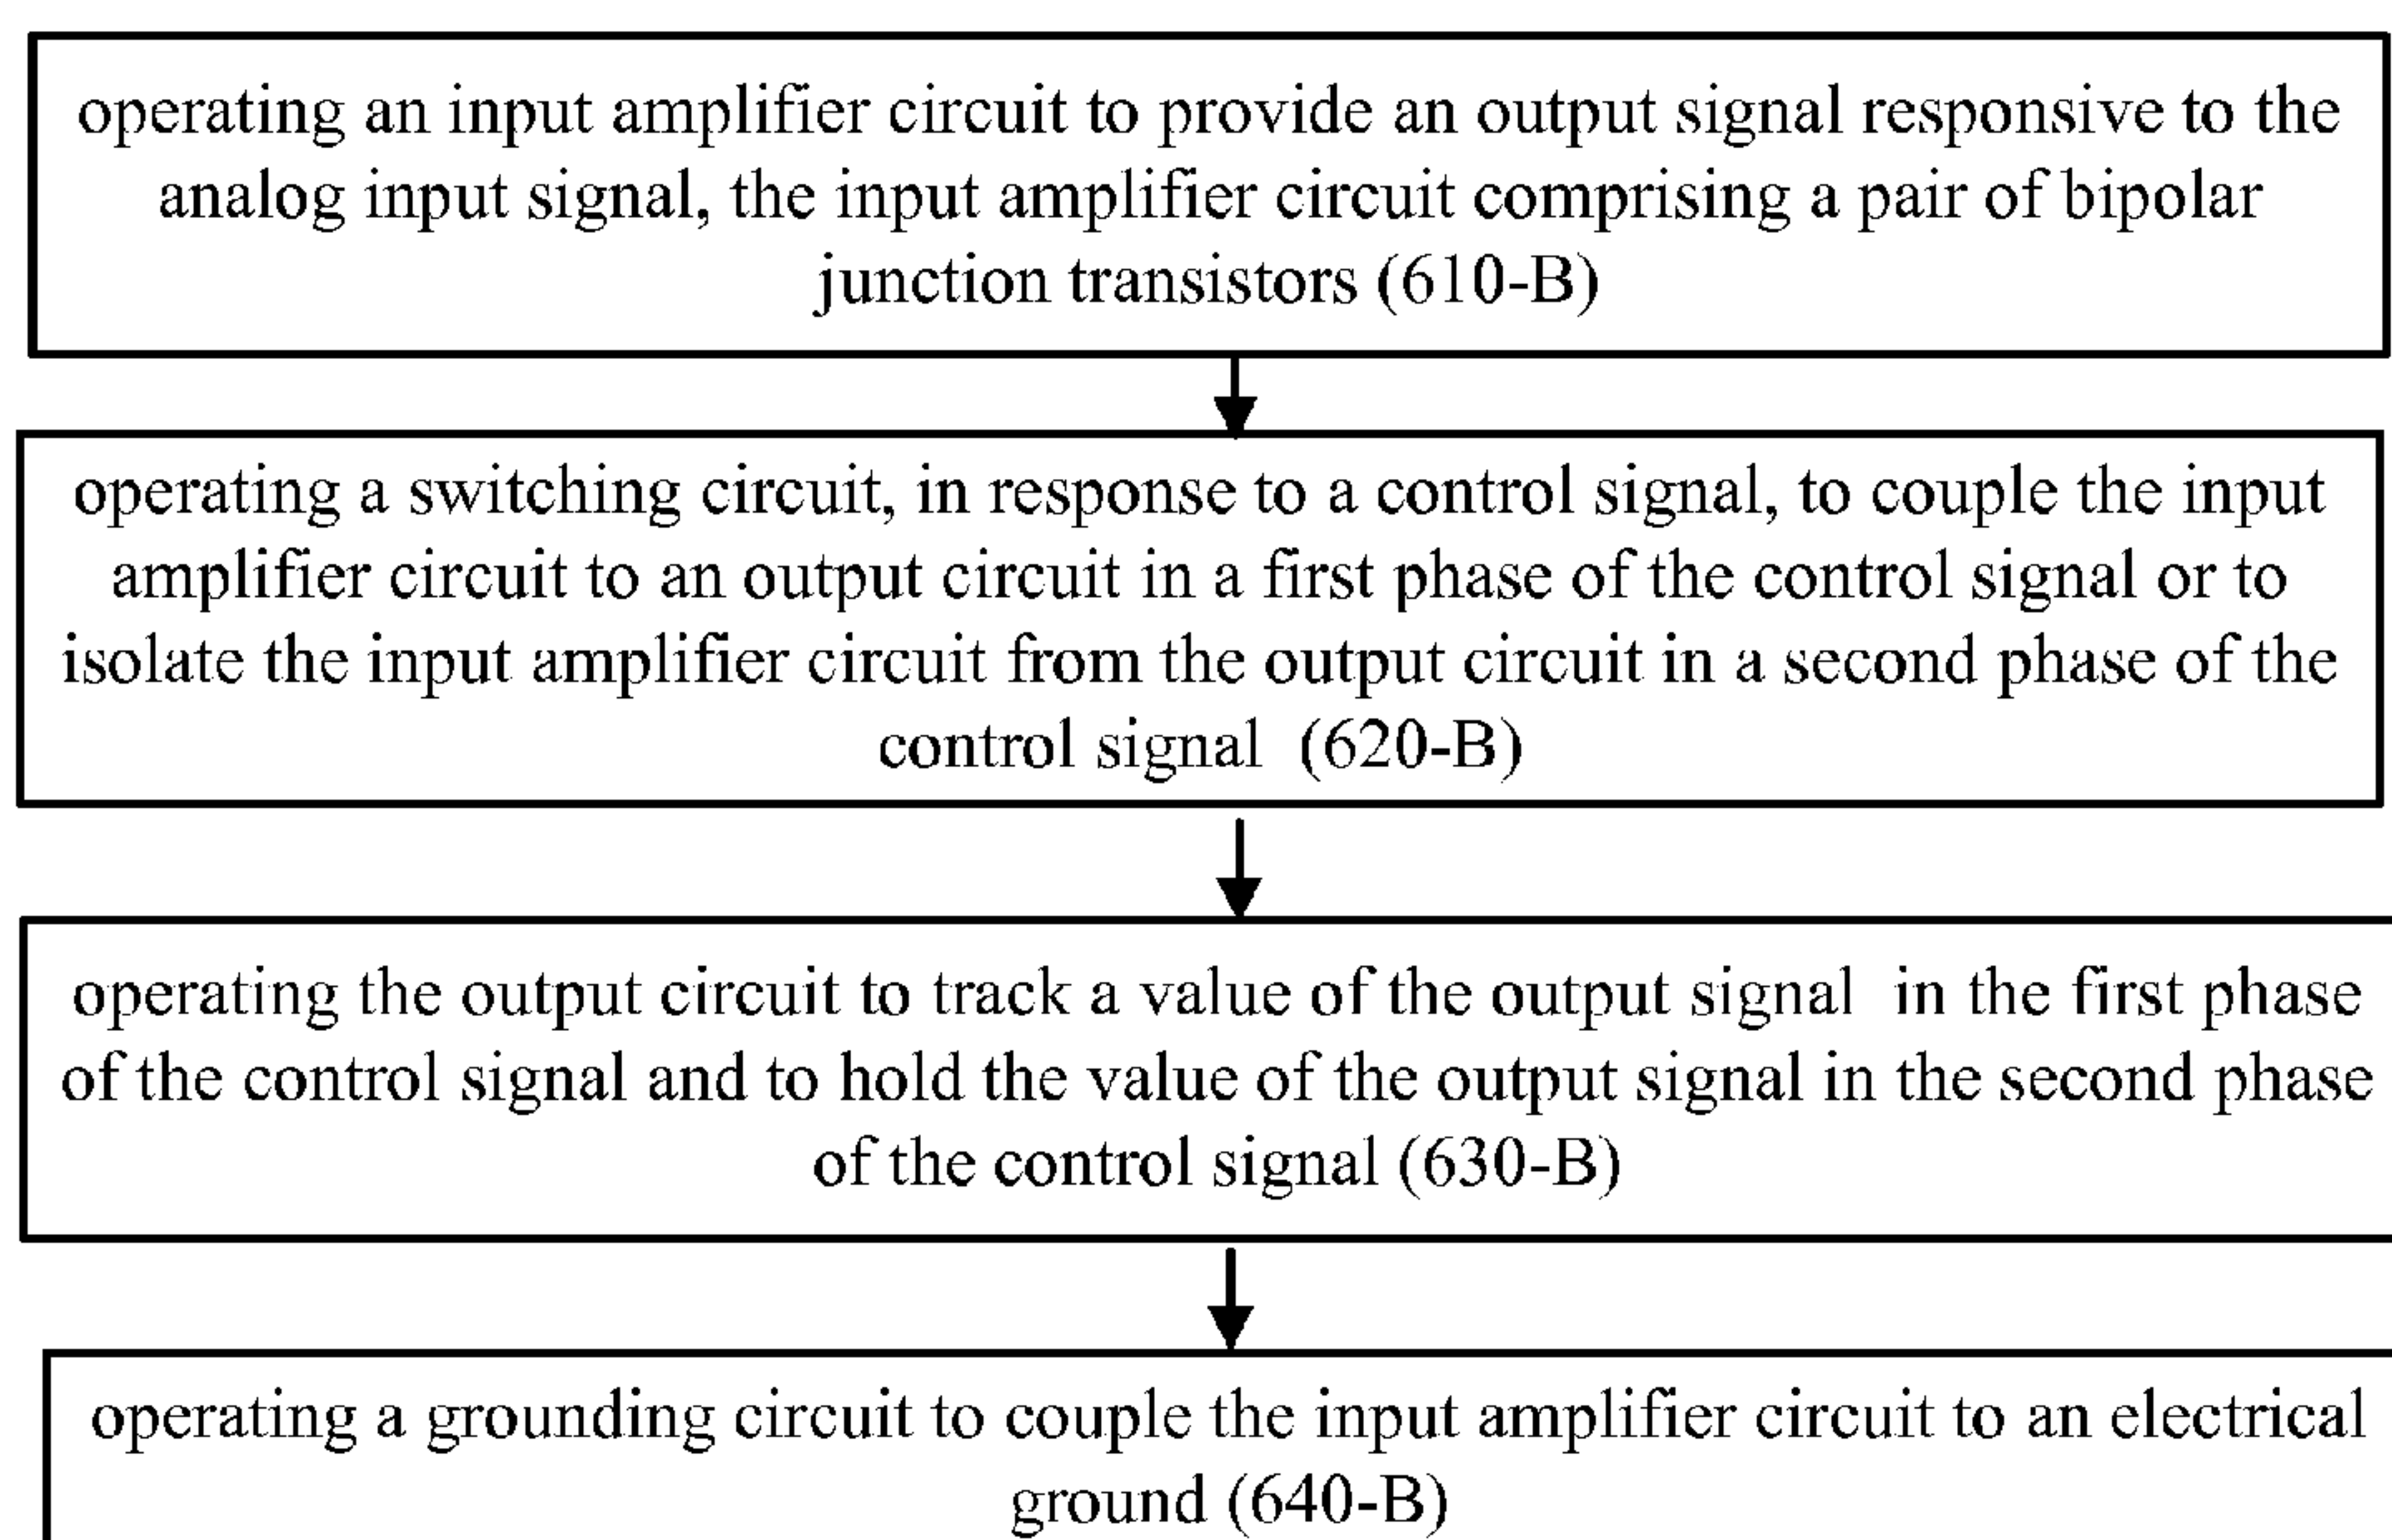 operating an input amplifier circuit to provide an output signal responsive to the
analog input signal, the input amplifier circuit comprising a pair of bipolar
junction transistors (610-B)
operating a switching circuit, in response to a control signal, to couple the input
amplifier circuit to an output circuit in a first phase of the control signal or to
isolate the input amplifier circuit from the output circuit in a second phase of the
control signal (620-B)
operating the output circuit to track a value of the output signal in the first phase
of the control signal and to hold the value of the output signal in the second phase
of the control signal (630-B)
operating a grounding circuit to couple the input amplifier circuit to an electrical
ground (640-B)